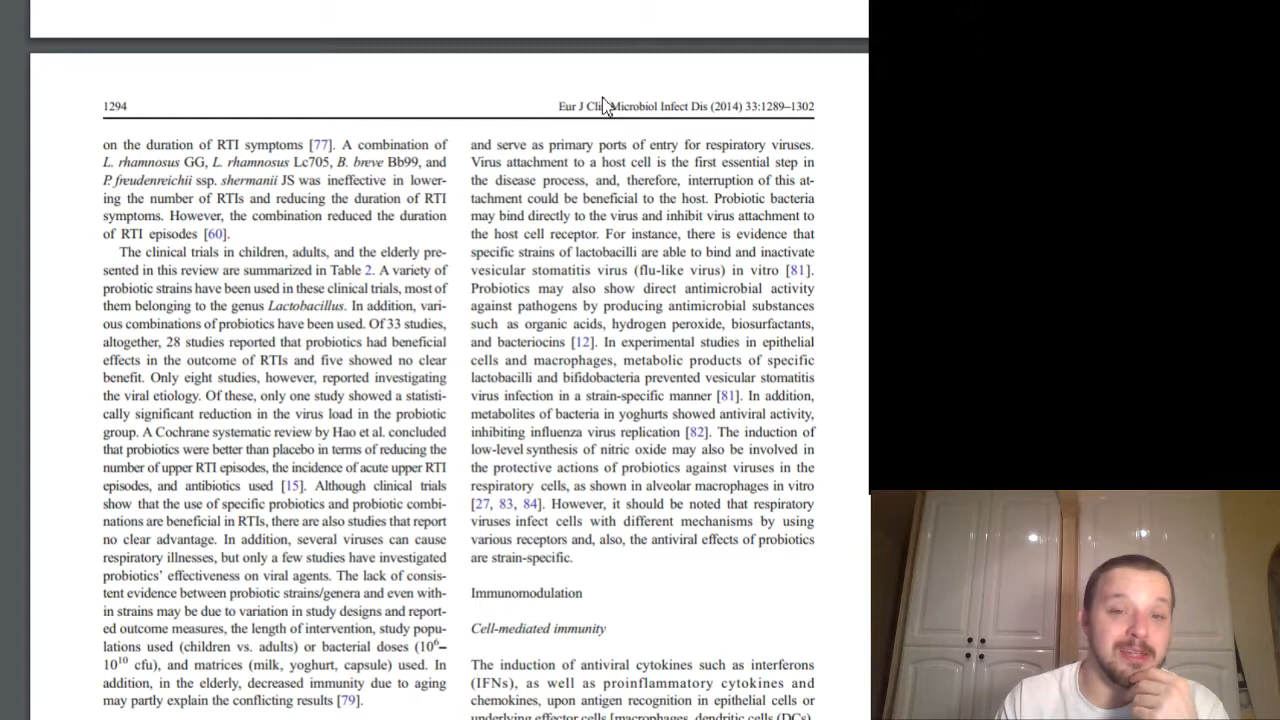 1294
Eur J Cli Microbiol Infect Dis (2014) 33:1289–1302
on the duration of RTI symptoms [77]. A combination of
L. rhamnosus GG, L. rhamnosus Lc705, B. breve Bb99, and
P. freudenreichii ssp. shermanii JS was ineffective in lower-
ing the number of RTIs and reducing the duration of RTI
symptoms. However, the combination reduced the duration
of RTI episodes [60].
The clinical trials in children, adults, and the elderly pre-
sented in this review are summarized in Table 2. A variety of
probiotic strains have been used in these clinical trials, most of
them belonging to the genus Lactobacillus. In addition, vari-
ous combinations of probiotics have been used. Of 33 studies,
altogether, 28 studies reported that probiotics had beneficial
effects in the outcome of RTIs and five showed no clear
benefit. Only eight studies, however, reported investigating
the viral etiology. Of these, only one study showed a statisti-
cally significant reduction in the virus load in the probiotic
group. A Cochrane systematic review by Hao et al. concluded
that probiotics were better than placebo in terms of reducing the
number of upper RTI episodes, the incidence of acute upper RTI
episodes, and antibiotics used [15]. Although clinical trials
show that the use of specific probiotics and probiotic combi-
nations are beneficial in RTIs, there are also studies that report
no clear advantage. In addition, several viruses can cause
respiratory illnesses, but only a few studies have investigated
probiotics' effectiveness on viral agents. The lack of consis-
tent evidence between probiotic strains/genera and even with-
in strains may be due to variation in study designs and report-
ed outcome measures, the length of intervention, study popu-
lations used (children vs. adults) or bacterial doses (10⁶–
10¹⁰ cfu), and matrices (milk, yoghurt, capsule) used. In
addition, in the elderly, decreased immunity due to aging
may partly explain the conflicting results [79].
and serve as primary ports of entry for respiratory viruses.
Virus attachment to a host cell is the first essential step in
the disease process, and, therefore, interruption of this at-
tachment could be beneficial to the host. Probiotic bacteria
may bind directly to the virus and inhibit virus attachment to
the host cell receptor. For instance, there is evidence that
specific strains of lactobacilli are able to bind and inactivate
vesicular stomatitis virus (flu-like virus) in vitro [81].
Probiotics may also show direct antimicrobial activity
against pathogens by producing antimicrobial substances
such as organic acids, hydrogen peroxide, biosurfactants,
and bacteriocins [12]. In experimental studies in epithelial
cells and macrophages, metabolic products of specific
lactobacilli and bifidobacteria prevented vesicular stomatitis
virus infection in a strain-specific manner [81]. In addition,
metabolites of bacteria in yoghurts showed antiviral activity,
inhibiting influenza virus replication [82]. The induction of
low-level synthesis of nitric oxide may also be involved in
the protective actions of probiotics against viruses in the
respiratory cells, as shown in alveolar macrophages in vitro
[27, 83, 84]. However, it should be noted that respiratory
viruses infect cells with different mechanisms by using
various receptors and, also, the antiviral effects of probiotics
are strain-specific.
Immunomodulation
Cell-mediated immunity
The induction of antiviral cytokines such as interferons
(IFNs), as well as proinflammatory cytokines and
chemokines, upon antigen recognition in epithelial cells or
underlying effector cells [macrophages, dendritic cells (DCs),